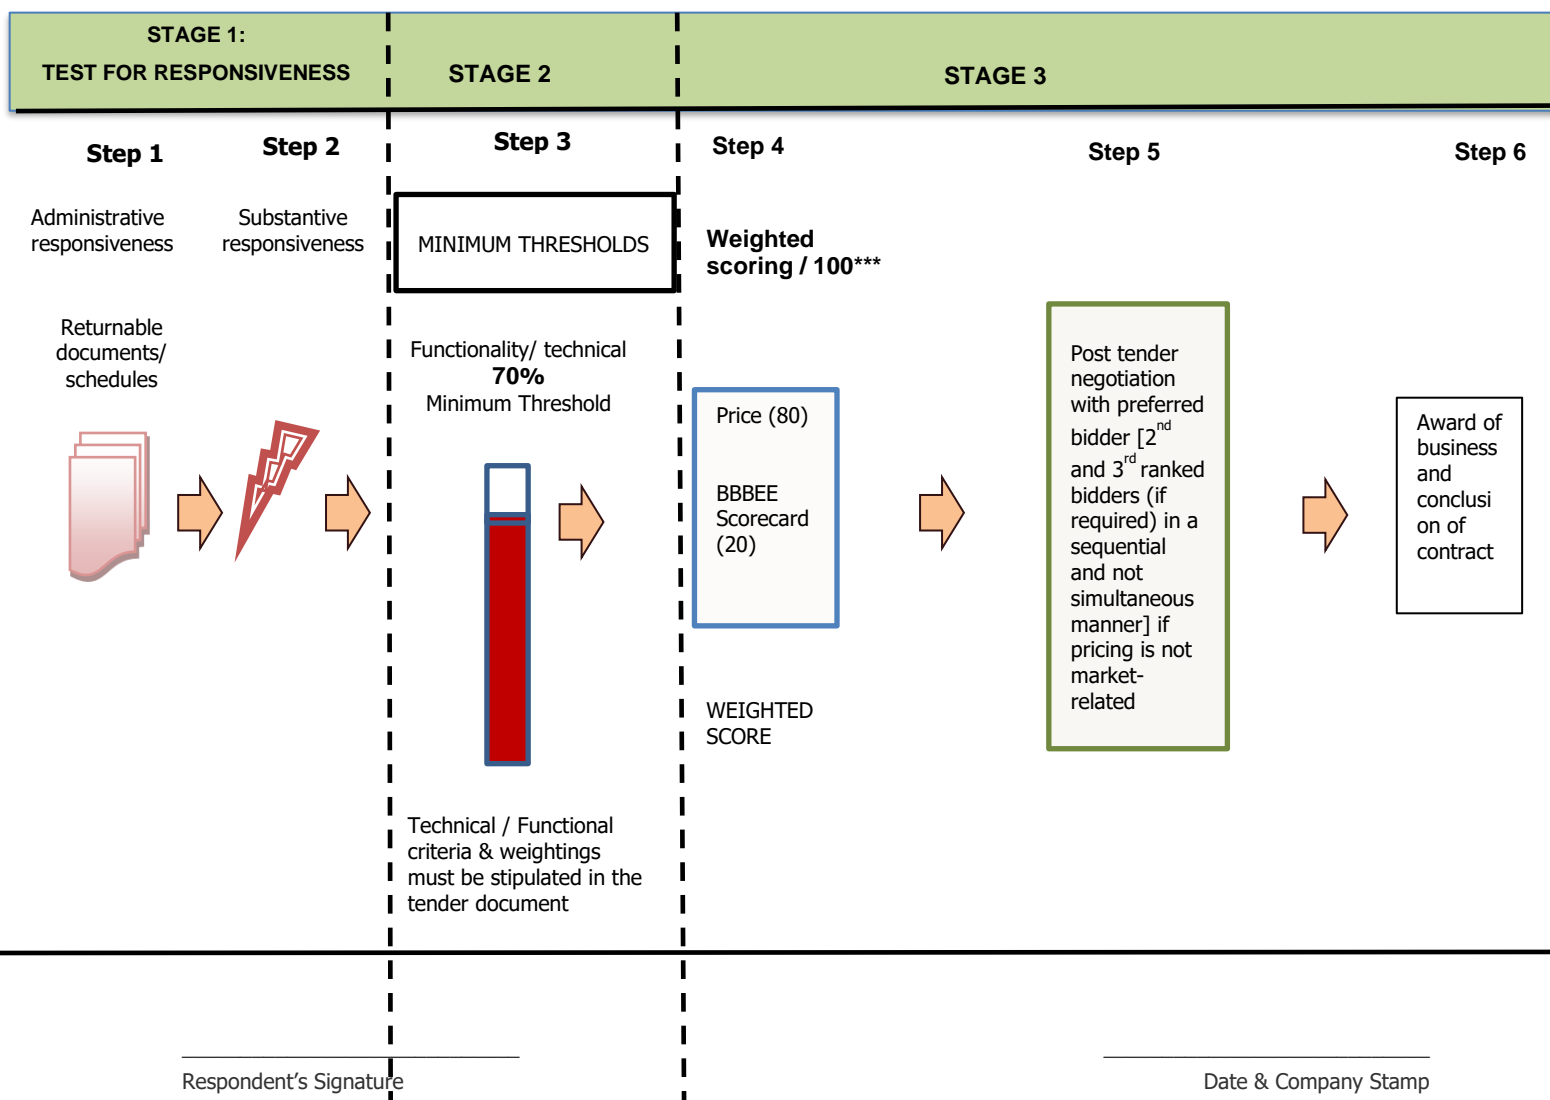 STAGE 1:
TEST FOR RESPONSIVENESS
STAGE 2
STAGE 3
Step 1
Step 2
Step 3
Step 4
Step 5
Step 6
Administrative
responsiveness
Substantive
responsiveness
MINIMUM THRESHOLDS
Weighted
scoring / 100***
Returnable
documents/
schedules
Functionality/ technical
70%
Minimum Threshold
Price (80)
BBBEE
Scorecard
(20)
Post tender
negotiation
with preferred
bidder [2nd
and 3rd ranked
bidders (if
required) in a
sequential
and not
simultaneous
manner] if
pricing is not
market-
related
Award of
business
and
conclusi
on of
contract
WEIGHTED
SCORE
Technical / Functional
criteria & weightings
must be stipulated in the
tender document
Respondent’s Signature
Date & Company Stamp